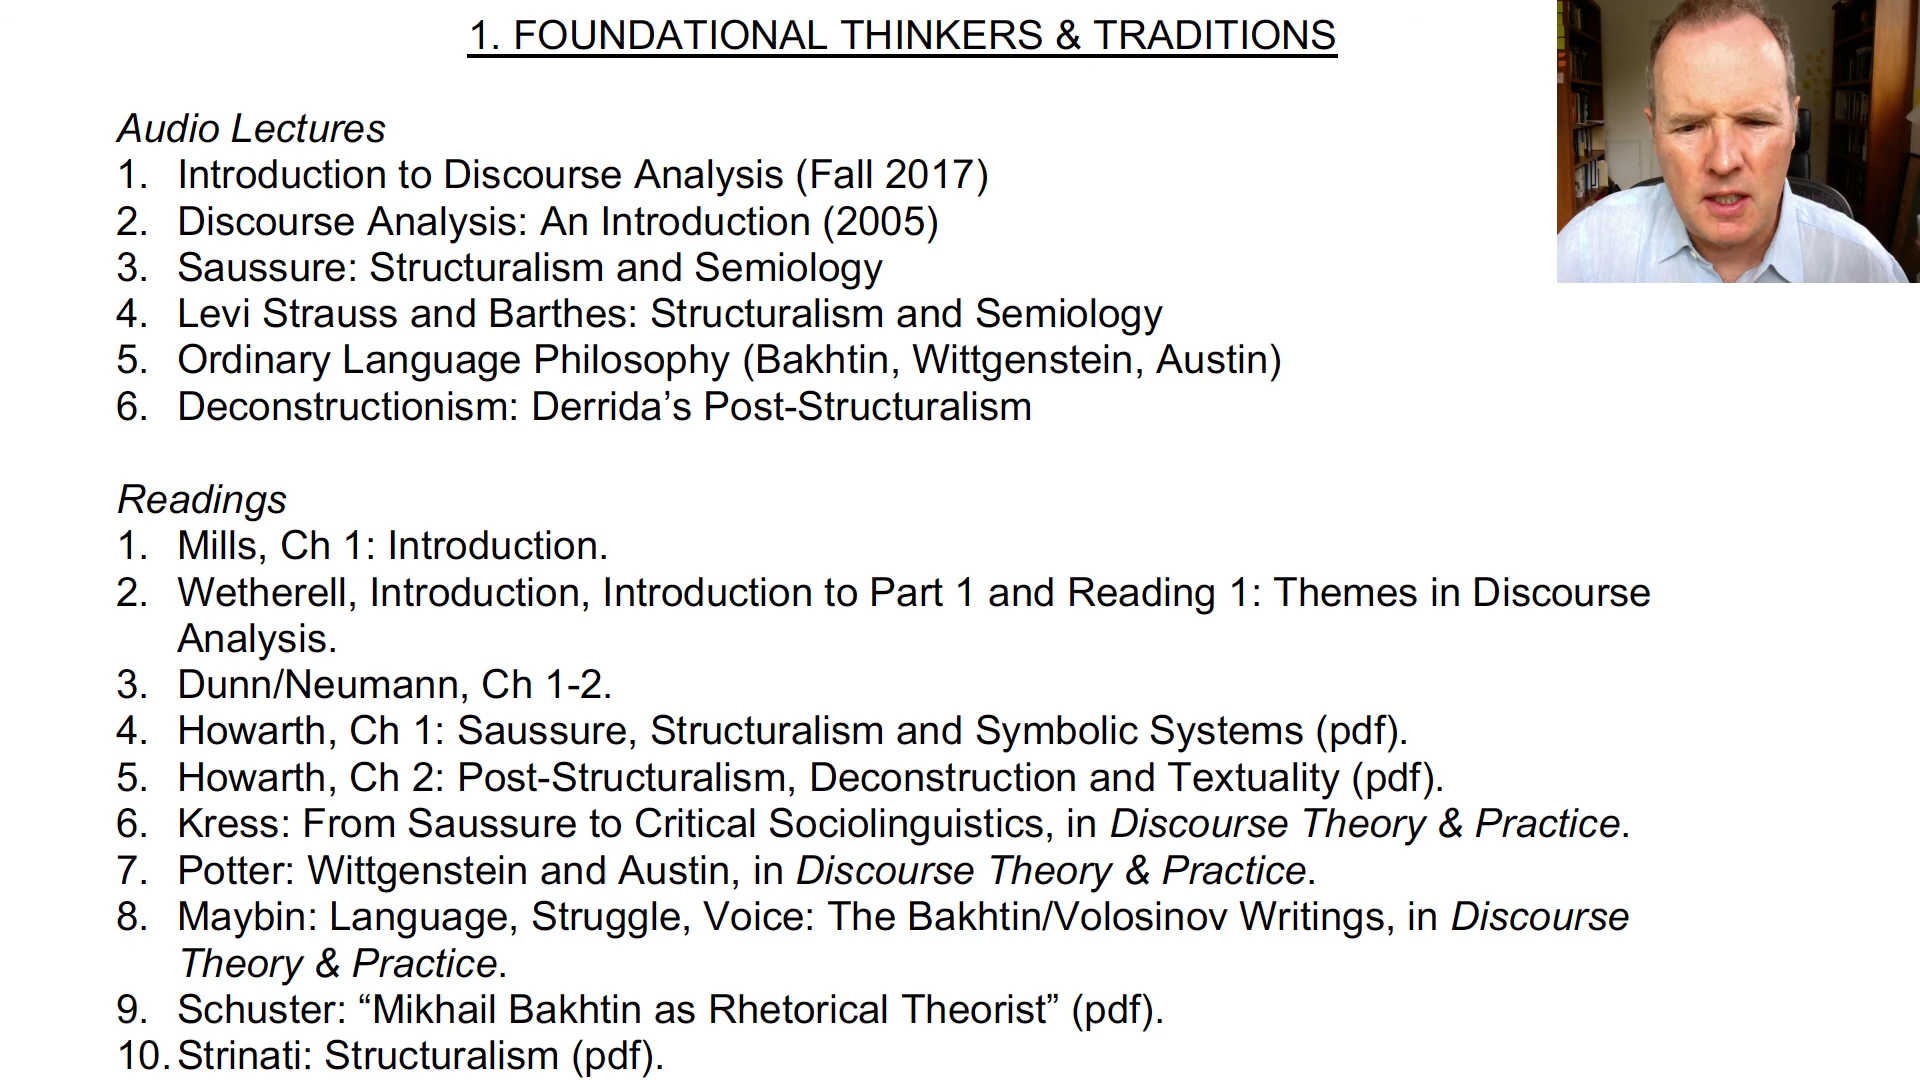 1. FOUNDATIONAL THINKERS & TRADITIONS
Audio Lectures
1. Introduction to Discourse Analysis (Fall 2017)
2. Discourse Analysis: An Introduction (2005)
3. Saussure: Structuralism and Semiology
4. Levi Strauss and Barthes: Structuralism and Semiology
5. Ordinary Language Philosophy (Bakhtin, Wittgenstein, Austin)
6. Deconstructionism: Derrida’s Post-Structuralism
Readings
1. Mills, Ch 1: Introduction.
2. Wetherell, Introduction, Introduction to Part 1 and Reading 1: Themes in Discourse
Analysis.
3. Dunn/Neumann, Ch 1-2.
4. Howarth, Ch 1: Saussure, Structuralism and Symbolic Systems (pdf).
5. Howarth, Ch 2: Post-Structuralism, Deconstruction and Textuality (pdf).
6. Kress: From Saussure to Critical Sociolinguistics, in Discourse Theory & Practice.
7. Potter: Wittgenstein and Austin, in Discourse Theory & Practice.
8. Maybin: Language, Struggle, Voice: The Bakhtin/Volosinov Writings, in Discourse
Theory & Practice.
9. Schuster: “Mikhail Bakhtin as Rhetorical Theorist” (pdf).
10. Strinati: Structuralism (pdf).